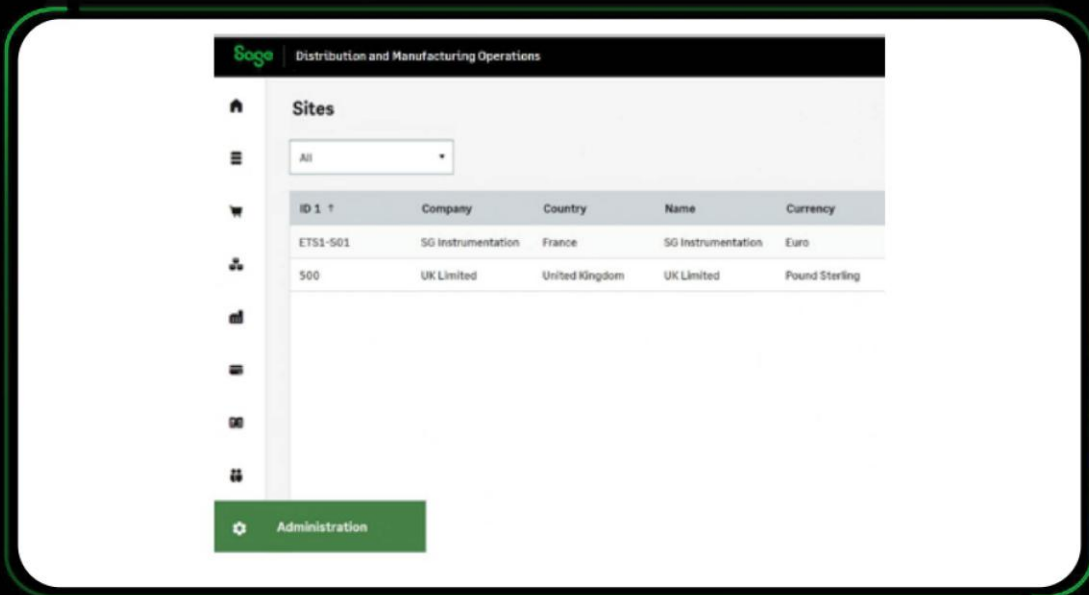 Sage Distribution and Manufacturing Operations
Sites
All
ID 1 ↑ Company Country Name Currency
ETS1-S01 SG Instrumentation France SG Instrumentation Euro
500 UK Limited United Kingdom UK Limited Pound Sterling
Administration